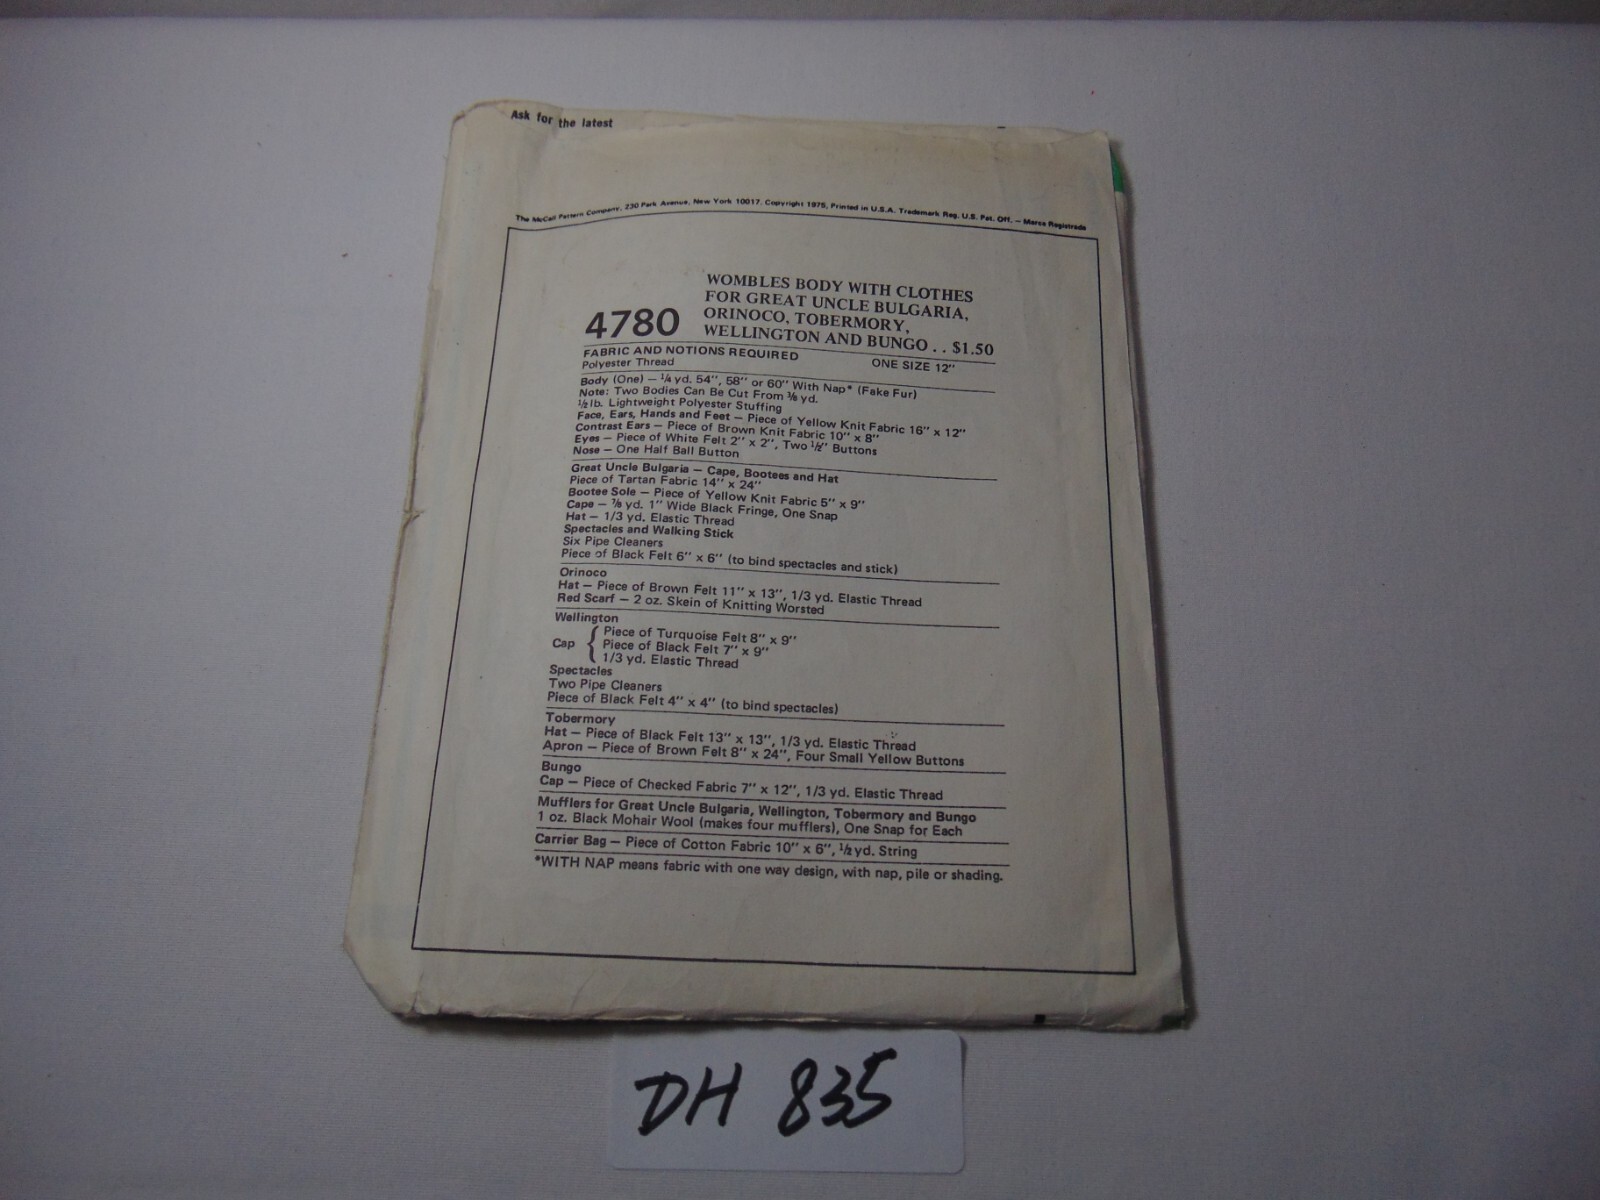 Ask for the latest
The McCall Pattern Company, 230 Park Avenue, New York 10017, Copyright 1975, Printed in U.S.A. Trademark Reg. U.S. Pat. Off. — Marca Registrada
4780
WOMBLES BODY WITH CLOTHES
FOR GREAT UNCLE BULGARIA,
ORINOCO, TOBERMORY,
WELLINGTON AND BUNGO . . $1.50
FABRIC AND NOTIONS REQUIRED ONE SIZE 12"
Polyester Thread
Body (One) — ¼ yd. 54", 58" or 60" With Nap* (Fake Fur)
Note: Two Bodies Can Be Cut From ⅜ yd.
½ lb. Lightweight Polyester Stuffing
Face, Ears, Hands and Feet — Piece of Yellow Knit Fabric 16" x 12"
Contrast Ears — Piece of Brown Knit Fabric 10" x 8"
Eyes — Piece of White Felt 2" x 2", Two ½" Buttons
Nose — One Half Ball Button
Great Uncle Bulgaria — Cape, Bootees and Hat
Piece of Tartan Fabric 14" x 24"
Bootee Sole — Piece of Yellow Knit Fabric 5" x 9"
Cape — ⅞ yd. 1" Wide Black Fringe, One Snap
Hat — 1/3 yd. Elastic Thread
Spectacles and Walking Stick
Six Pipe Cleaners
Piece of Black Felt 6" x 6" (to bind spectacles and stick)
Orinoco
Hat — Piece of Brown Felt 11" x 13", 1/3 yd. Elastic Thread
Red Scarf — 2 oz. Skein of Knitting Worsted
Wellington
Cap { Piece of Turquoise Felt 8" x 9"
Piece of Black Felt 7" x 9"
1/3 yd. Elastic Thread
Spectacles
Two Pipe Cleaners
Piece of Black Felt 4" x 4" (to bind spectacles)
Tobermory
Hat — Piece of Black Felt 13" x 13", 1/3 yd. Elastic Thread
Apron — Piece of Brown Felt 8" x 24", Four Small Yellow Buttons
Bungo
Cap — Piece of Checked Fabric 7" x 12", 1/3 yd. Elastic Thread
Mufflers for Great Uncle Bulgaria, Wellington, Tobermory and Bungo
1 oz. Black Mohair Wool (makes four mufflers), One Snap for Each
Carrier Bag — Piece of Cotton Fabric 10" x 6", ½ yd. String
*WITH NAP means fabric with one way design, with nap, pile or shading.
DH 835